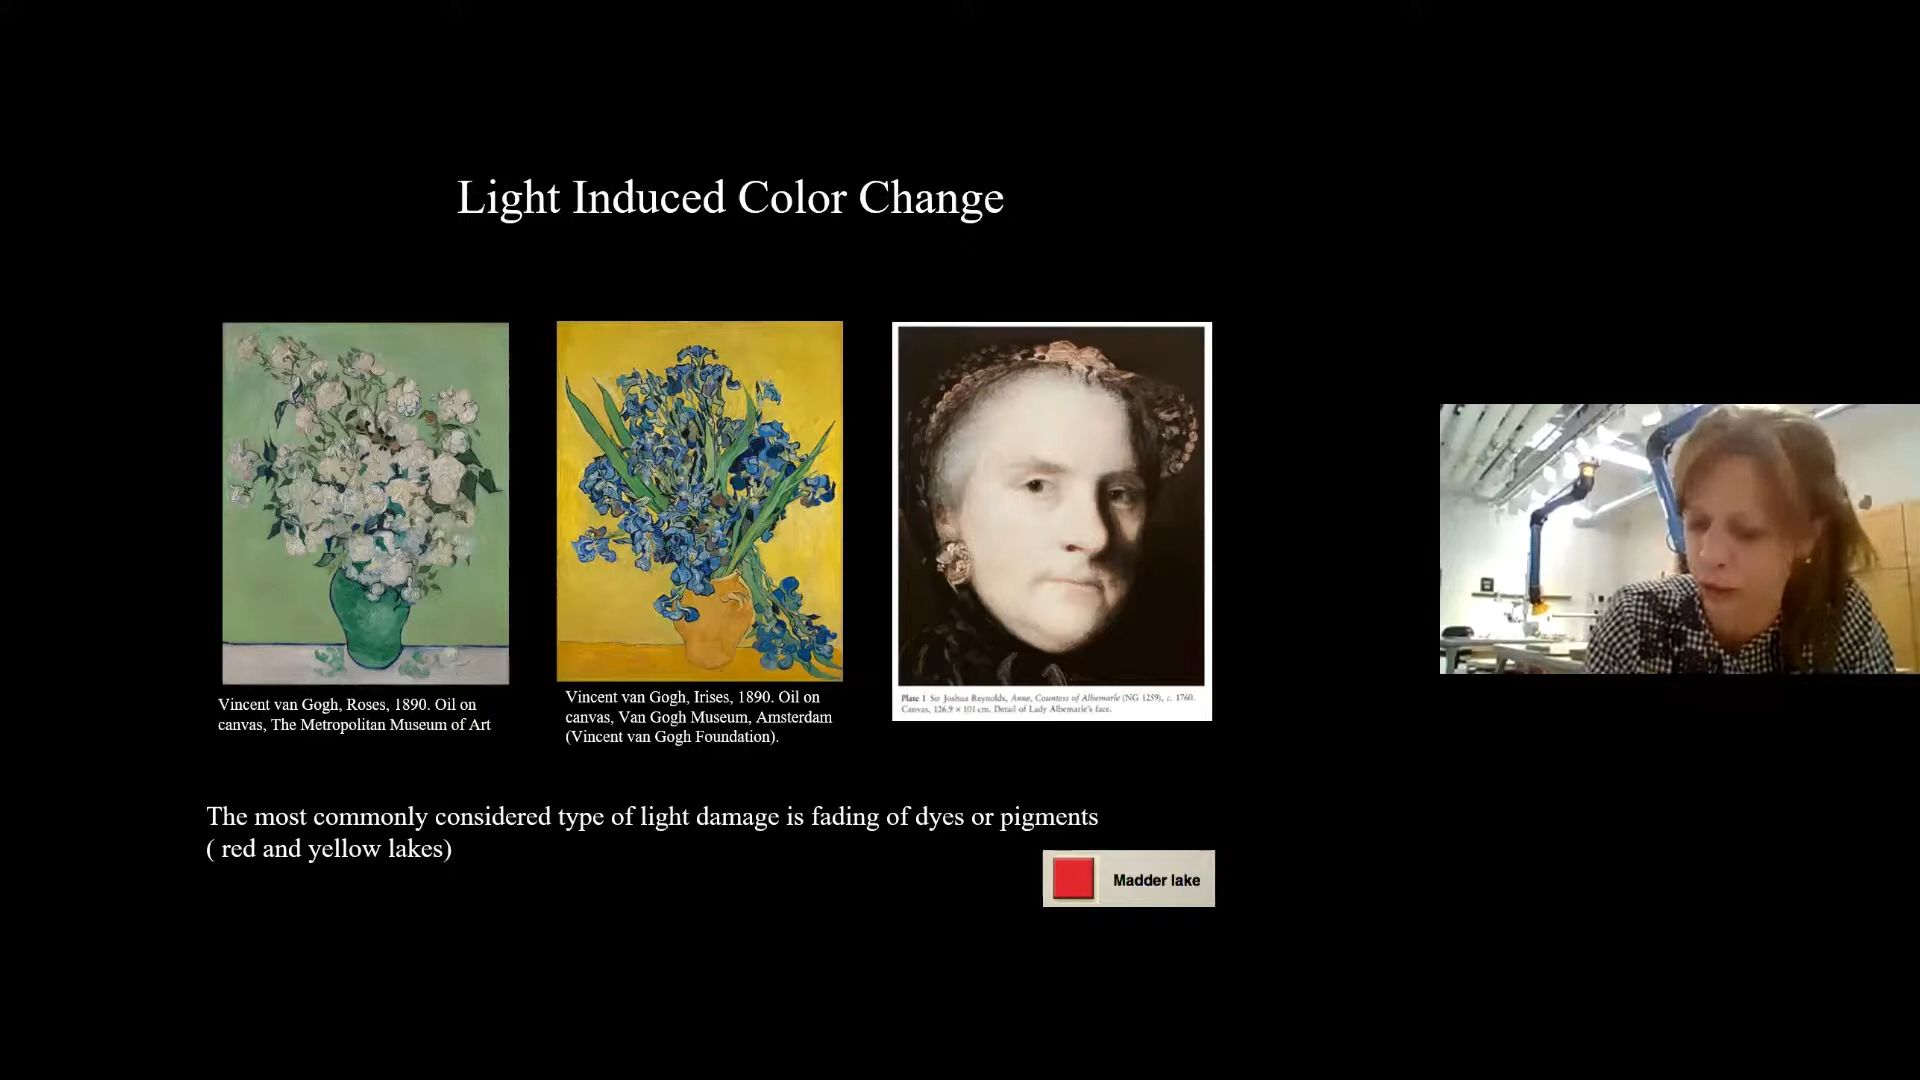 Light Induced Color Change
Vincent van Gogh, Roses, 1890. Oil on
canvas, The Metropolitan Museum of Art
Vincent van Gogh, Irises, 1890. Oil on
canvas, Van Gogh Museum, Amsterdam
(Vincent van Gogh Foundation).
Plate 1 Sir Joshua Reynolds, Anne, Countess of Albemarle (NG 1259), c. 1760.
Canvas, 126.9 × 101 cm. Detail of Lady Albemarle's face.
The most commonly considered type of light damage is fading of dyes or pigments
( red and yellow lakes)
Madder lake